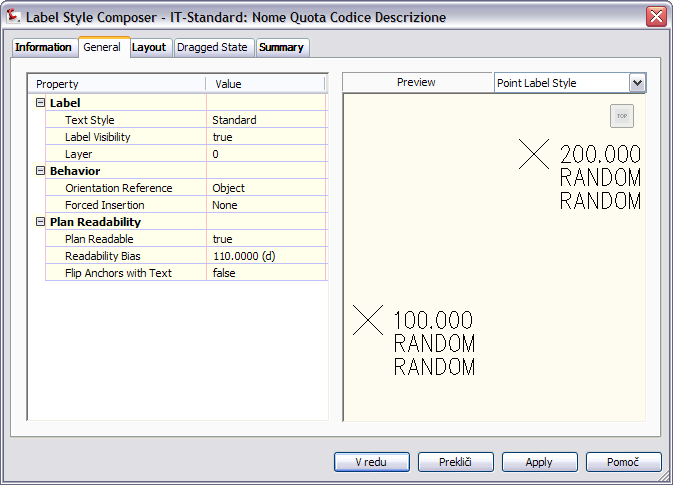 Label Style Composer - IT-Standard: Nome Quota Codice Descrizione
Information General Layout Dragged State Summary
Property Value
Label
Text Style Standard
Label Visibility true
Layer 0
Behavior
Orientation Reference Object
Forced Insertion None
Plan Readability
Plan Readable true
Readability Bias 110.0000 (d)
Flip Anchors with Text false
Preview Point Label Style
TOP
200.000
RANDOM
RANDOM
100.000
RANDOM
RANDOM
V redu Prekliči Apply Pomoč